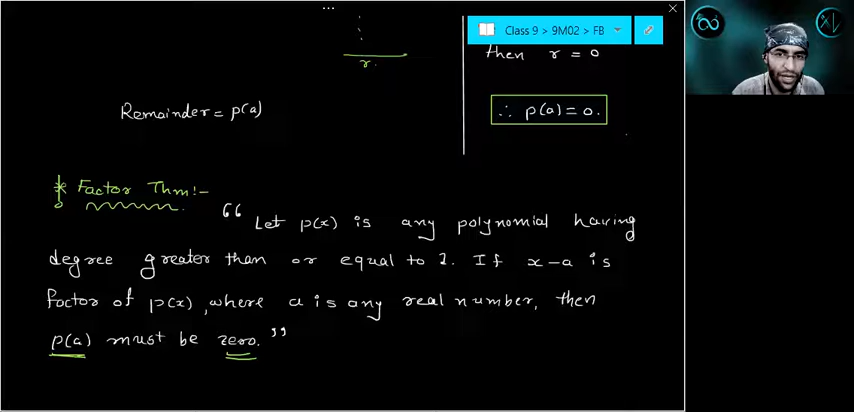 ...
Class 9 > 9M02 > FB
r.
then r = 0
Remainder = p(a)
∴ p(a) = 0.
* Factor Thm:-
“ Let p(x) is any polynomial having
degree greater than or equal to 1. If x-a is
factor of p(x), where a is any real number, then
p(a) must be zero. ”